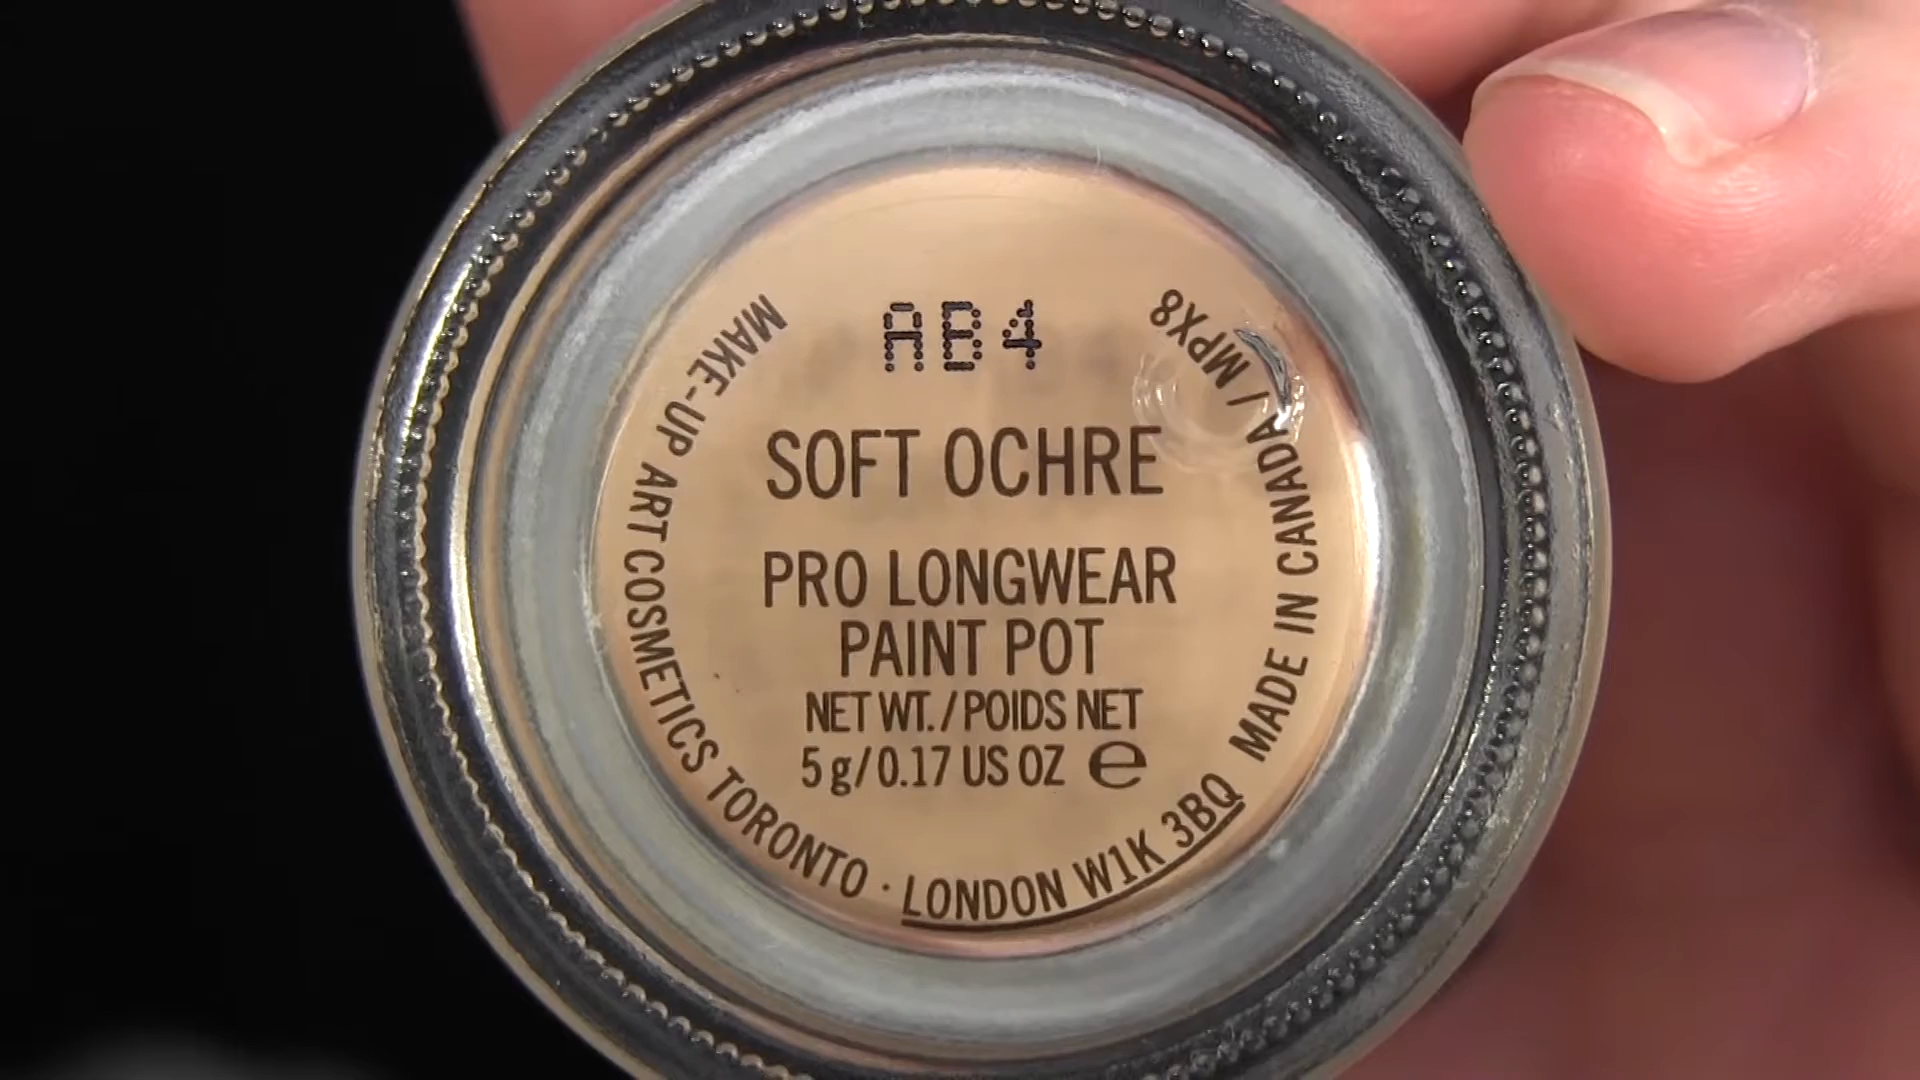 AB4
SOFT OCHRE
PRO LONGWEAR
PAINT POT
NET WT./POIDS NET
5 g/0.17 US OZ e
MAKE-UP ART COSMETICS TORONTO · LONDON W1K 3BQ MADE IN CANADA / MPX8